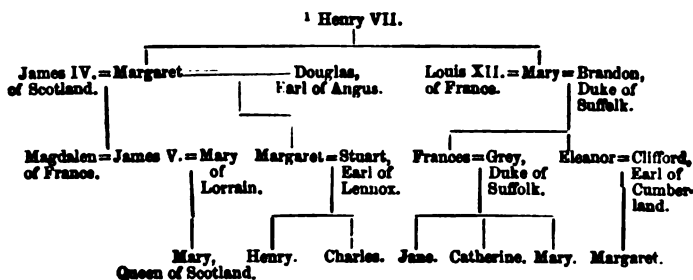 ¹ Henry VII.
James IV. = Margaret Douglas, Louis XII. = Mary = Brandon,
of Scotland. Earl of Angus. of France. Duke of
Suffolk.
Magdalen = James V. = Mary Margaret = Stuart, Frances = Grey, Eleanor = Clifford,
of France. of Earl of Duke of Earl of
Lorrain. Lennox. Suffolk. Cumber-
land.
Mary, Henry. Charles. Jane. Catherine. Mary. Margaret.
Queen of Scotland.